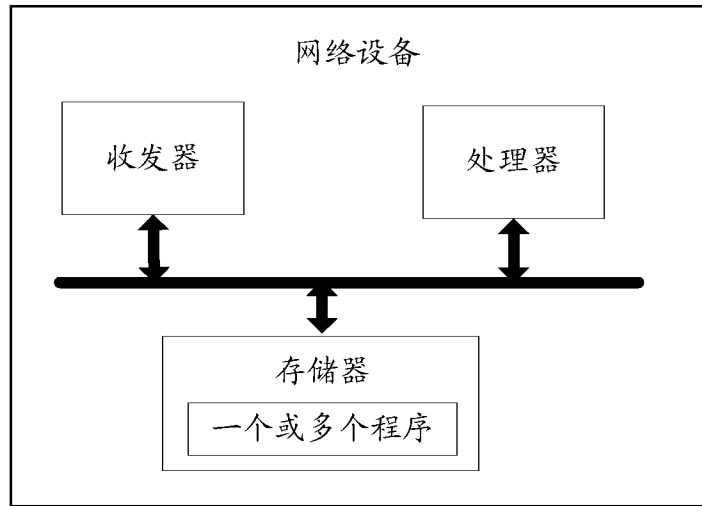 网络设备
收发器
处理器
存储器
一个或多个程序